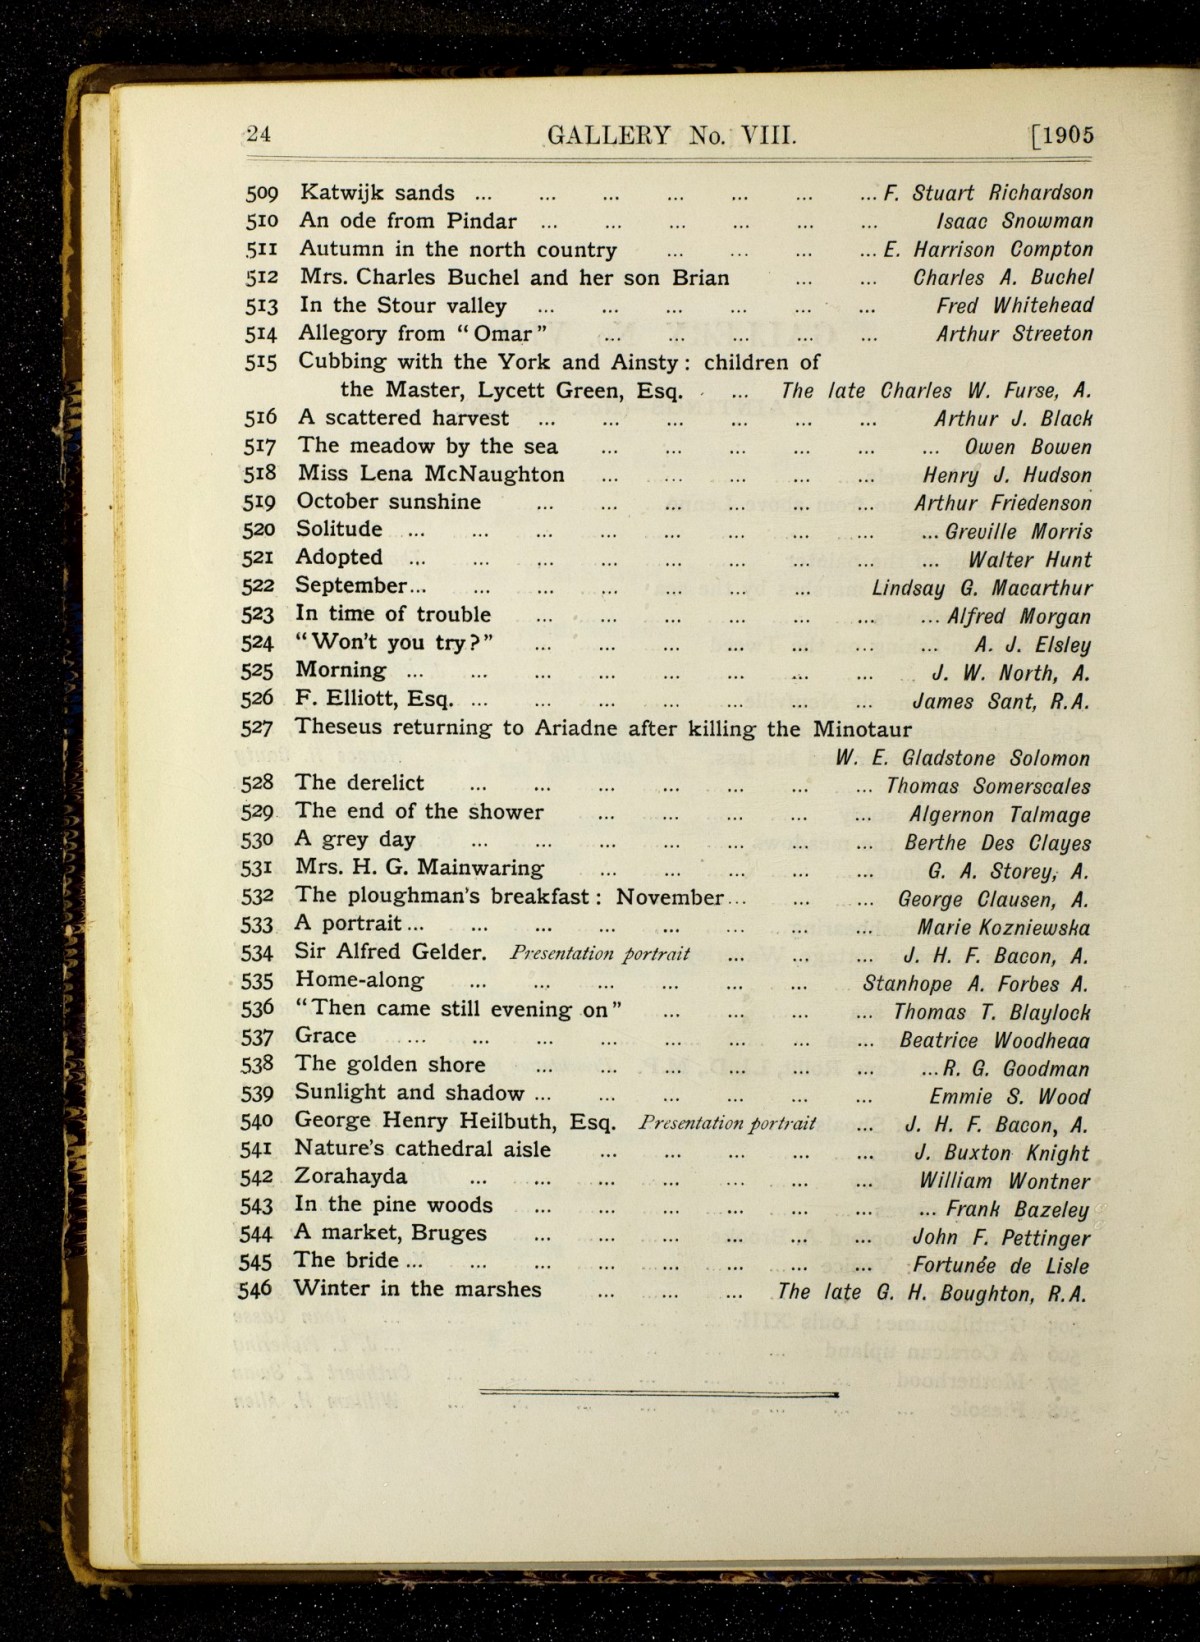 24 GALLERY No. VIII. [1905
509 Katwijk sands ... ... ... ... ... ... ... F. Stuart Richardson
510 An ode from Pindar ... ... ... ... ... ... Isaac Snowman
511 Autumn in the north country ... ... ... ... E. Harrison Compton
512 Mrs. Charles Buchel and her son Brian ... ... Charles A. Buchel
513 In the Stour valley ... ... ... ... ... ... Fred Whitehead
514 Allegory from “Omar” ... ... ... ... ... Arthur Streeton
515 Cubbing with the York and Ainsty: children of
the Master, Lycett Green, Esq. ... The late Charles W. Furse, A.
516 A scattered harvest ... ... ... ... ... ... Arthur J. Black
517 The meadow by the sea ... ... ... ... ... ... Owen Bowen
518 Miss Lena McNaughton ... ... ... ... ... Henry J. Hudson
519 October sunshine ... ... ... ... ... ... Arthur Friedenson
520 Solitude ... ... ... ... ... ... ... ... ... Greville Morris
521 Adopted ... ... ... ... ... ... ... ... ... Walter Hunt
522 September... ... ... ... ... ... ... Lindsay G. Macarthur
523 In time of trouble ... ... ... ... ... ... ... Alfred Morgan
524 “Won’t you try?” ... ... ... ... ... ... ... A. J. Elsley
525 Morning ... ... ... ... ... ... ... ... J. W. North, A.
526 F. Elliott, Esq. ... ... ... ... ... ... ... James Sant, R.A.
527 Theseus returning to Ariadne after killing the Minotaur
W. E. Gladstone Solomon
528 The derelict ... ... ... ... ... ... ... Thomas Somerscales
529 The end of the shower ... ... ... ... ... Algernon Talmage
530 A grey day ... ... ... ... ... ... ... Berthe Des Clayes
531 Mrs. H. G. Mainwaring ... ... ... ... ... G. A. Storey, A.
532 The ploughman’s breakfast: November... ... ... George Clausen, A.
533 A portrait... ... ... ... ... ... ... ... Marie Kozniewska
534 Sir Alfred Gelder. Presentation portrait ... ... ... J. H. F. Bacon, A.
535 Home-along ... ... ... ... ... ... Stanhope A. Forbes A.
536 “Then came still evening on” ... ... ... ... Thomas T. Blaylock
537 Grace ... ... ... ... ... ... ... ... Beatrice Woodhead
538 The golden shore ... ... ... ... ... ... ... R. G. Goodman
539 Sunlight and shadow ... ... ... ... ... ... Emmie S. Wood
540 George Henry Heilbuth, Esq. Presentation portrait ... J. H. F. Bacon, A.
541 Nature’s cathedral aisle ... ... ... ... ... J. Buxton Knight
542 Zorahayda ... ... ... ... ... ... ... William Wontner
543 In the pine woods ... ... ... ... ... ... ... Frank Bazeley
544 A market, Bruges ... ... ... ... ... ... John F. Pettinger
545 The bride... ... ... ... ... ... ... ... Fortunée de Lisle
546 Winter in the marshes ... ... ... The late G. H. Boughton, R.A.